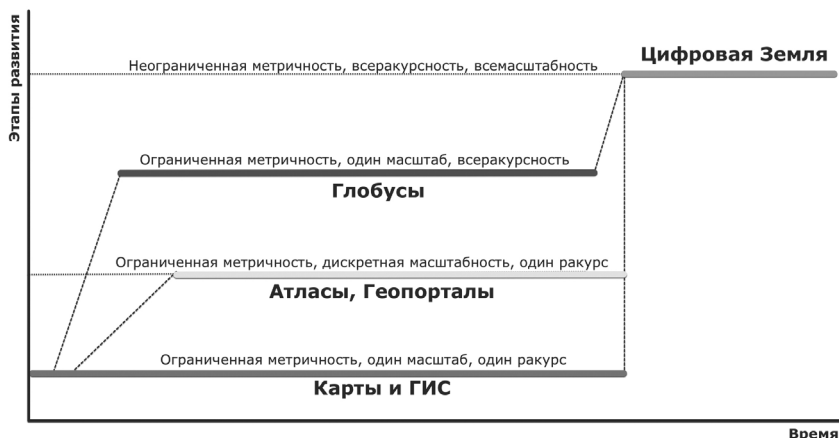 Этапы развития
Неограниченная метричность, всеракурсность, всемасштабность
Цифровая Земля
Ограниченная метричность, один масштаб, всеракурсность
Глобусы
Ограниченная метричность, дискретная масштабность, один ракурс
Атласы, Геопорталы
Ограниченная метричность, один масштаб, один ракурс
Карты и ГИС
Время